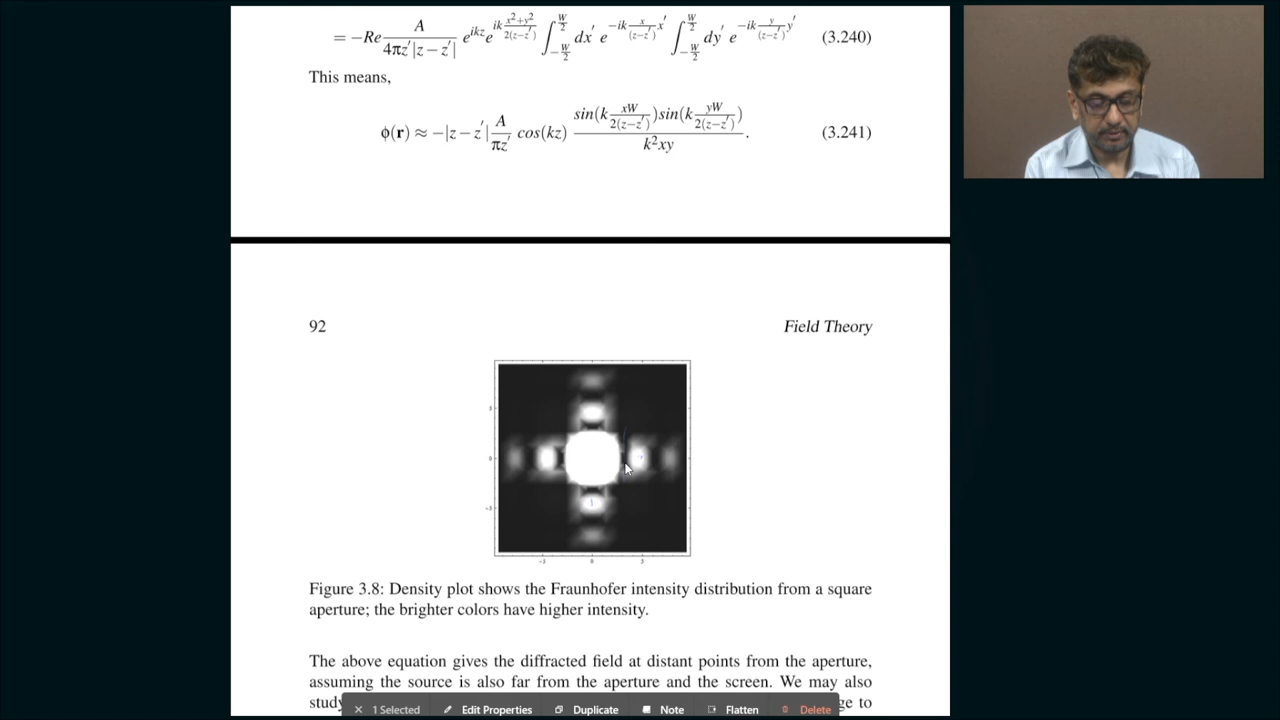 = −Re A/(4πz′|z−z′|) e^{ikz} e^{ik (x²+y²)/(2(z−z′))} ∫_{−W/2}^{W/2} dx′ e^{−ik x/(z−z′) x′} ∫_{−W/2}^{W/2} dy′ e^{−ik y/(z−z′) y′} (3.240)
This means,
ϕ(r) ≈ −|z−z′| A/(πz′) cos(kz) sin(k xW/(2(z−z′)))sin(k yW/(2(z−z′)))/(k²xy). (3.241)
92 Field Theory
Figure 3.8: Density plot shows the Fraunhofer intensity distribution from a square
aperture; the brighter colors have higher intensity.
The above equation gives the diffracted field at distant points from the aperture,
assuming the source is also far from the aperture and the screen. We may also
1 Selected Edit Properties Duplicate Note Flatten Delete